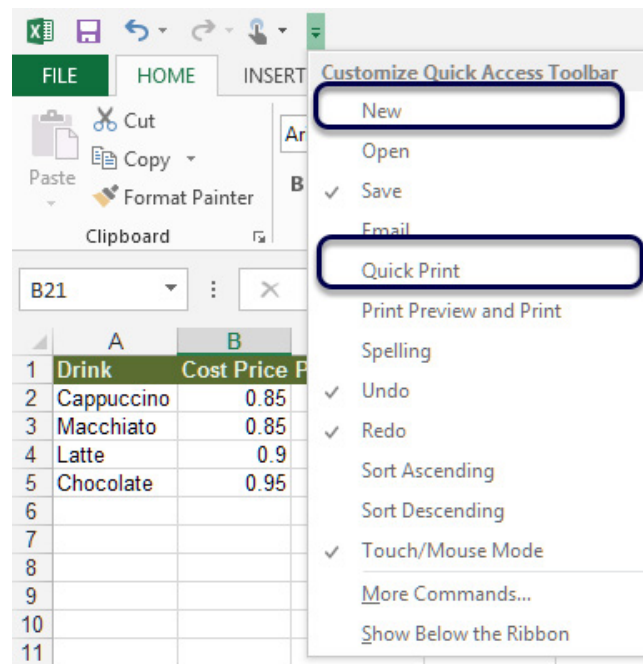 FILE HOME INSERT
Cut
Copy
Paste
Format Painter
Clipboard
Ar
B
Customize Quick Access Toolbar
New
Open
Save
Email
Quick Print
Print Preview and Print
Spelling
Undo
Redo
Sort Ascending
Sort Descending
Touch/Mouse Mode
More Commands...
Show Below the Ribbon
B21
A B
1 Drink Cost Price P
2 Cappuccino 0.85
3 Macchiato 0.85
4 Latte 0.9
5 Chocolate 0.95
6
7
8
9
10
11